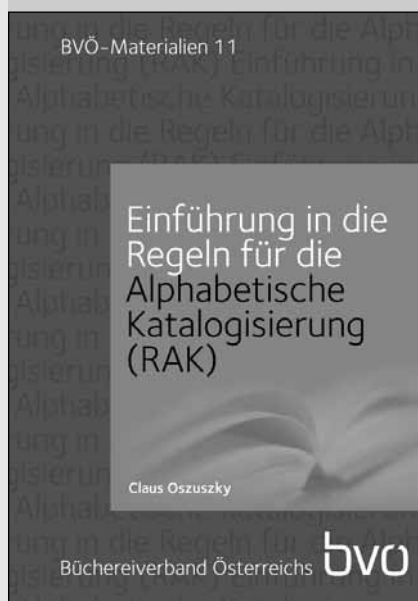 BVÖ-Materialien 11
Einführung in die
Regeln für die
Alphabetische
Katalogisierung
(RAK)
Claus Oszuszky
Büchereiverband Österreichs bvö